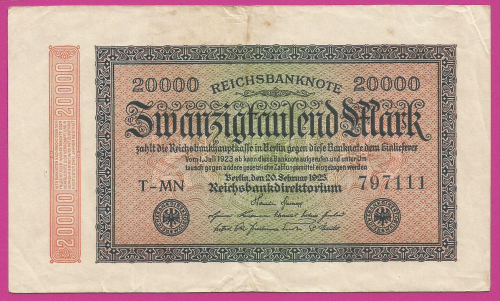 20000 REICHSBANKNOTE 20000
Zwanzigtausend Mark
zahlt die Reichsbankhauptkasse in Berlin gegen diese Banknote dem Einlieferer
Vom 1. Juli 1923 ab kann diese Banknote aufgerufen und unter Um-
tausch gegen andere gesetzliche Zahlungsmittel eingezogen werden
Berlin, den 20. Februar 1923
T-MN Reichsbankdirektorium 797111
20000 20000